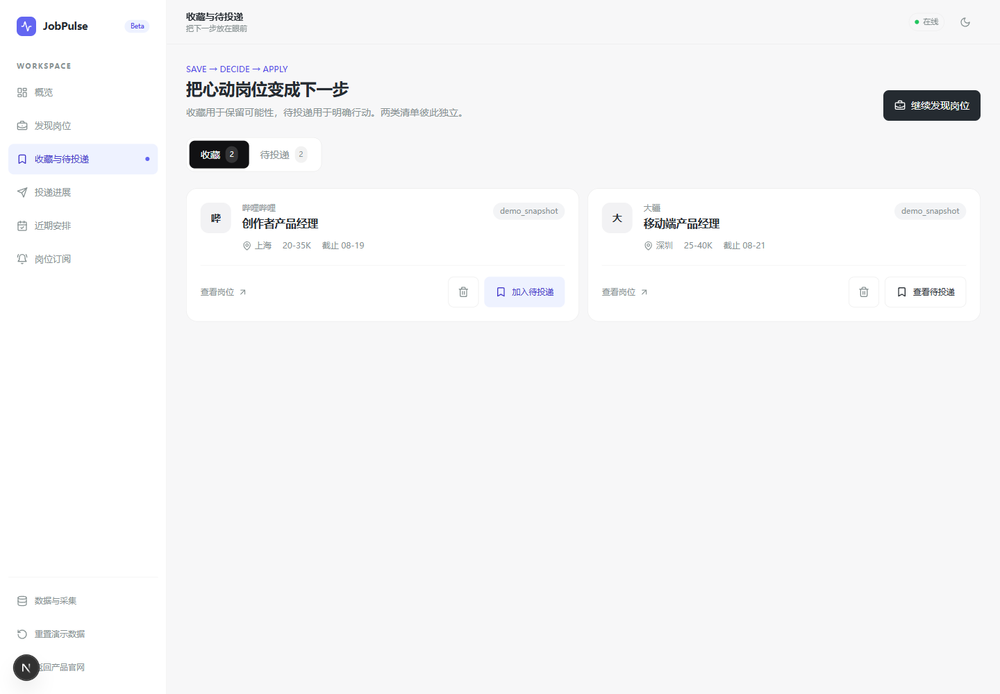 JobPulse
Beta
WORKSPACE
概览
发现岗位
收藏与待投递
投递进展
近期安排
岗位订阅
数据与采集
重置演示数据
N
返回产品官网
收藏与待投递
把下一步放在眼前
在线
SAVE → DECIDE → APPLY
把心动岗位变成下一步
收藏用于保留可能性，待投递用于明确行动。两类清单彼此独立。
继续发现岗位
收藏 2
待投递 2
哔
哔哩哔哩
创作者产品经理
上海 20-35K 截止 08-19
demo_snapshot
查看岗位
加入待投递
大
大疆
移动端产品经理
深圳 25-40K 截止 08-21
demo_snapshot
查看岗位
查看待投递